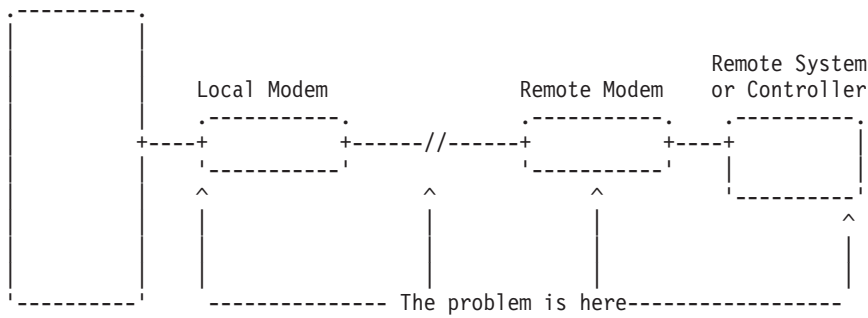 Remote System
Local Modem Remote Modem or Controller
The problem is here